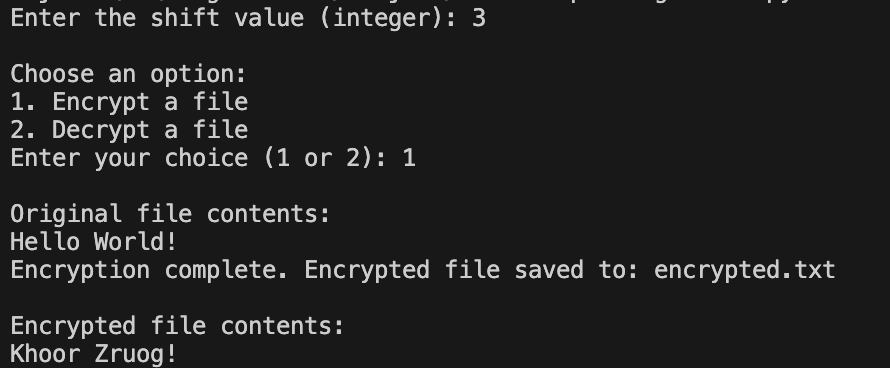 Enter the shift value (integer): 3
Choose an option:
1. Encrypt a file
2. Decrypt a file
Enter your choice (1 or 2): 1
Original file contents:
Hello World!
Encryption complete. Encrypted file saved to: encrypted.txt
Encrypted file contents:
Khoor Zruog!